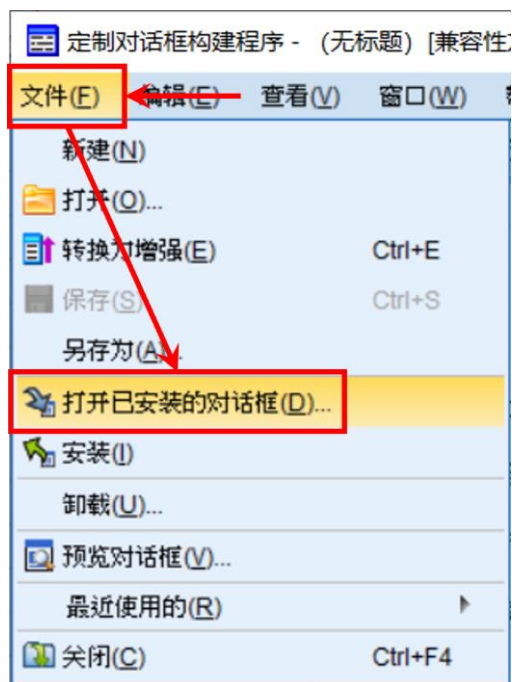 定制对话框构建程序 - （无标题）[兼容性
文件(F) 编辑(E) 查看(V) 窗口(W)
新建(N)
打开(O)...
转换为增强(E) Ctrl+E
保存(S) Ctrl+S
另存为(A)...
打开已安装的对话框(D)...
安装(I)
卸载(U)...
预览对话框(V)...
最近使用的(R)
关闭(C) Ctrl+F4